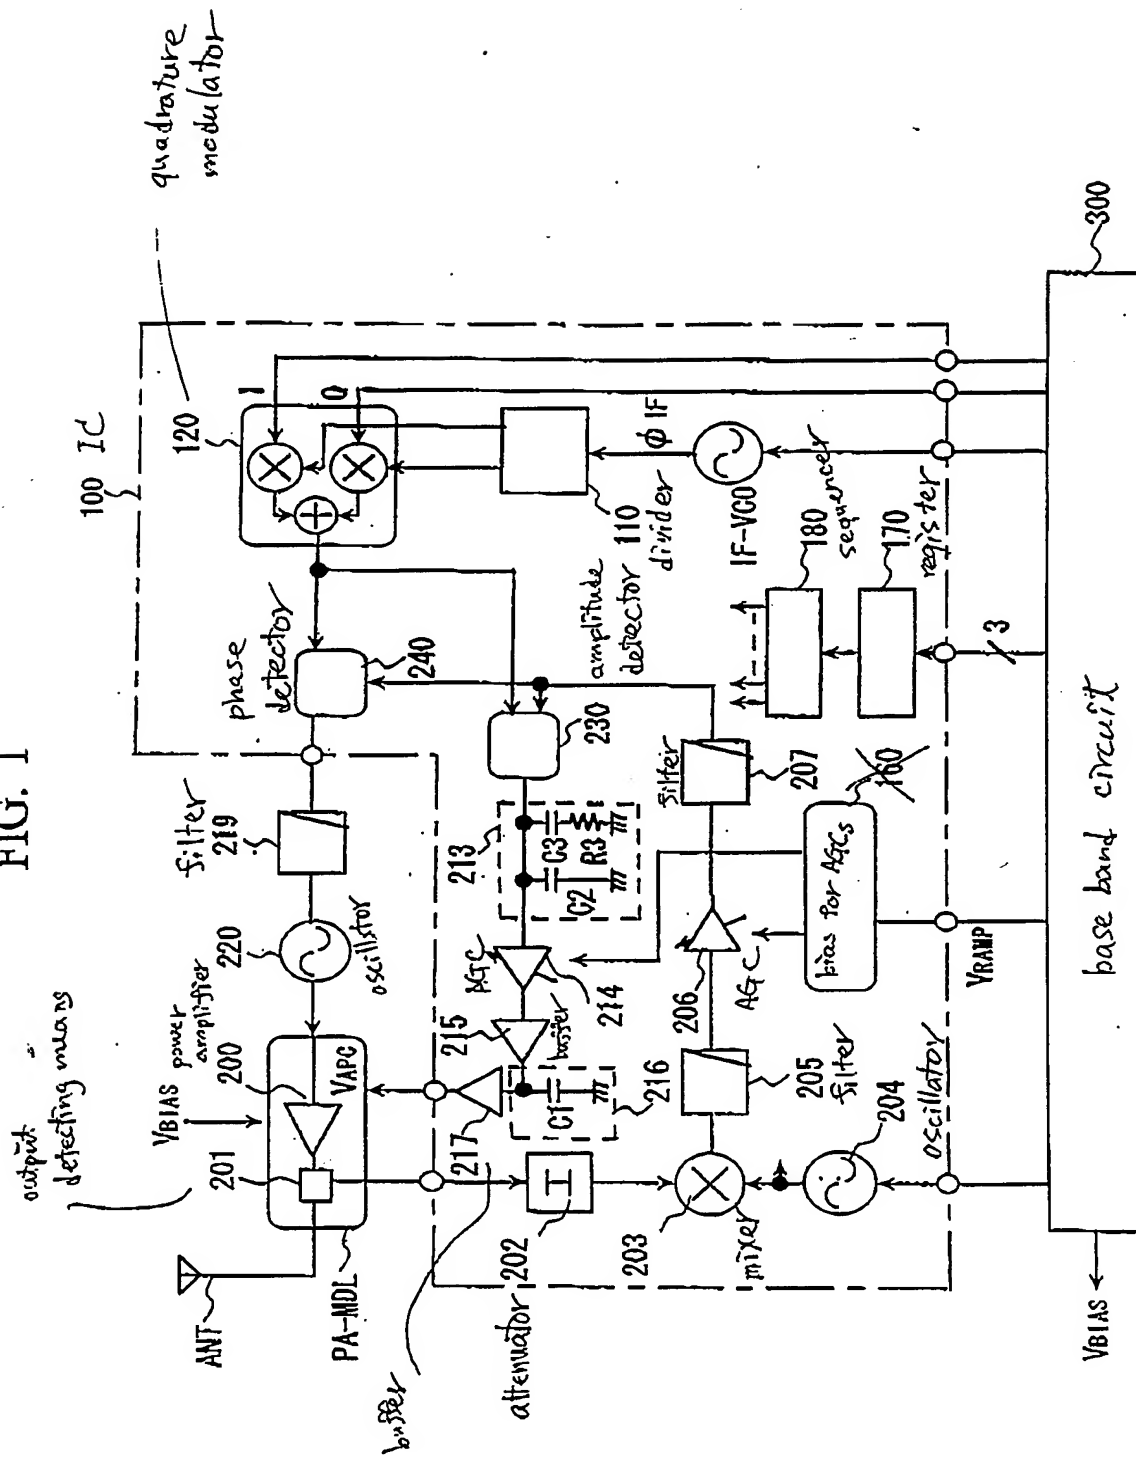 FIG. 1
output
detecting means
VBIAS
power
amplifier
200
201
VAPC
ANT
PA-MDL
220
oscillstor
filter
219
100 IC
quadrature
modulator
120
I
Q
phase
detector
240
amplitude
detector
230
110
divider
ΦIF
IF-VCO
213
C3
R3
C2
AGC
214
215
buffer
C1
216
217
buffer
202
attenuator
203
mixer
204
oscillator
205
filter
206
AGC
filter
207
bias for AGCs
160
180
sequencer
170
register
3
VRAMP
300
base band circuit
VBIAS